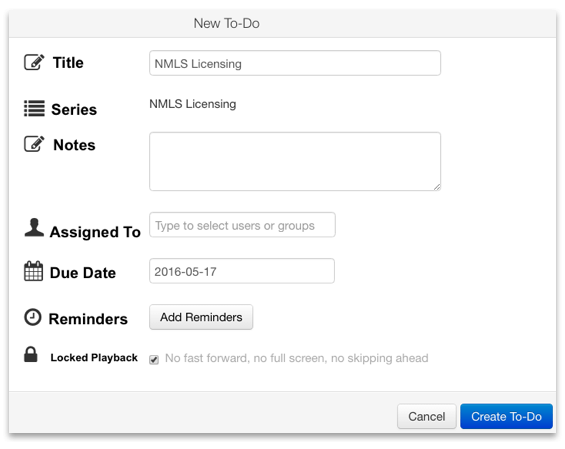 New To-Do
Title NMLS Licensing
Series NMLS Licensing
Notes
Assigned To Type to select users or groups
Due Date 2016-05-17
Reminders Add Reminders
Locked Playback No fast forward, no full screen, no skipping ahead
Cancel Create To-Do